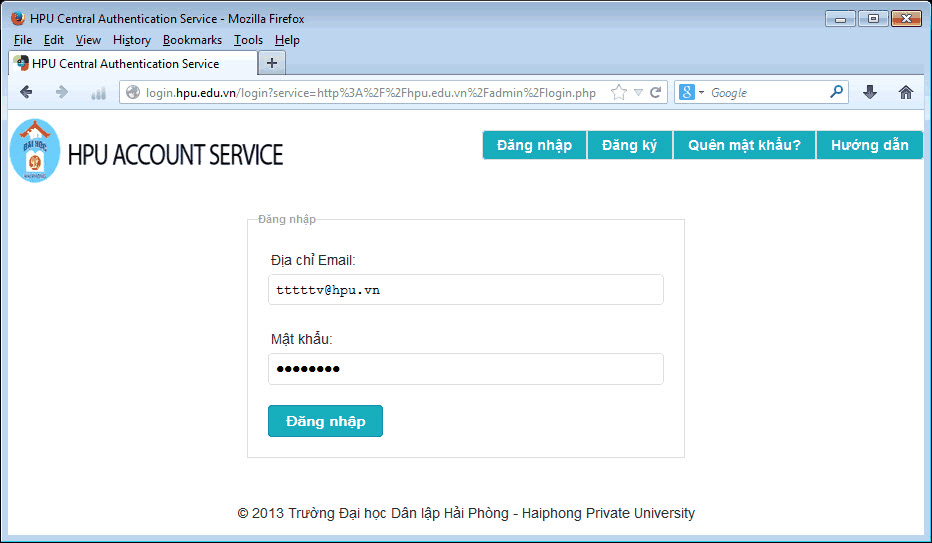 HPU Central Authentication Service - Mozilla Firefox
File Edit View History Bookmarks Tools Help
HPU Central Authentication Service
login.hpu.edu.vn/login?service=http%3A%2F%2Fhpu.edu.vn%2Fadmin%2Flogin.php
Google
ĐẠI HỌC
HPU ACCOUNT SERVICE
Đăng nhập Đăng ký Quên mật khẩu? Hướng dẫn
Đăng nhập
Địa chỉ Email:
tttttv@hpu.vn
Mật khẩu:
Đăng nhập
© 2013 Trường Đại học Dân lập Hải Phòng - Haiphong Private University